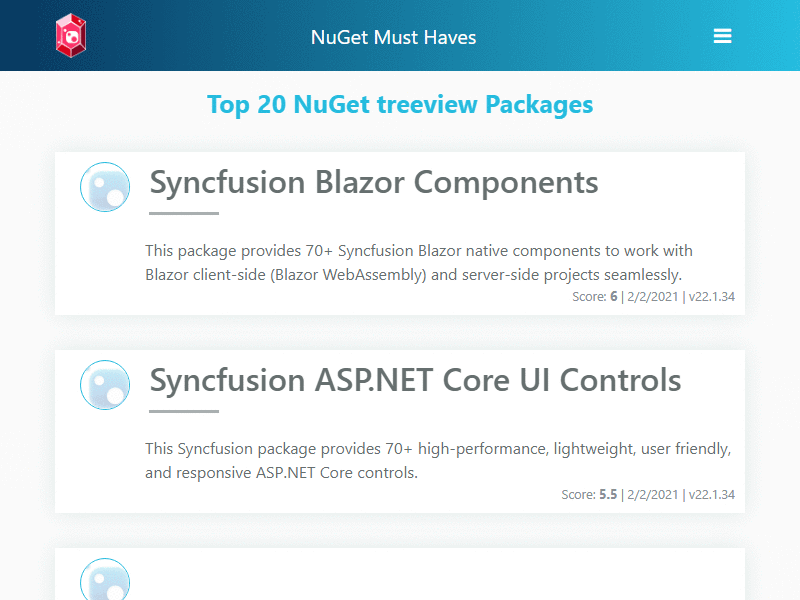 NuGet Must Haves
Top 20 NuGet treeview Packages
Syncfusion Blazor Components
This package provides 70+ Syncfusion Blazor native components to work with
Blazor client-side (Blazor WebAssembly) and server-side projects seamlessly.
Score: 6 | 2/2/2021 | v22.1.34
Syncfusion ASP.NET Core UI Controls
This Syncfusion package provides 70+ high-performance, lightweight, user friendly,
and responsive ASP.NET Core controls.
Score: 5.5 | 2/2/2021 | v22.1.34